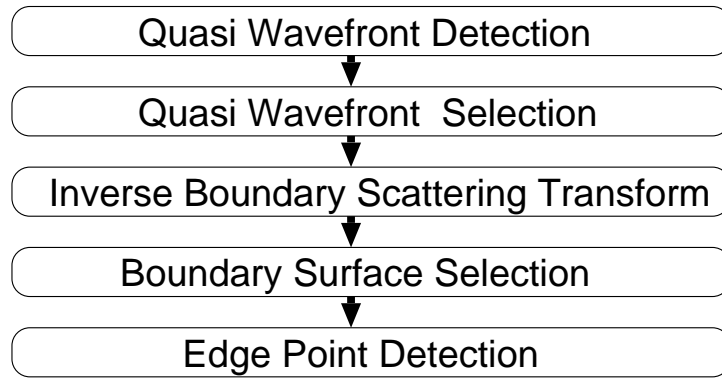 Quasi Wavefront Detection
Quasi Wavefront Selection
Inverse Boundary Scattering Transform
Boundary Surface Selection
Edge Point Detection